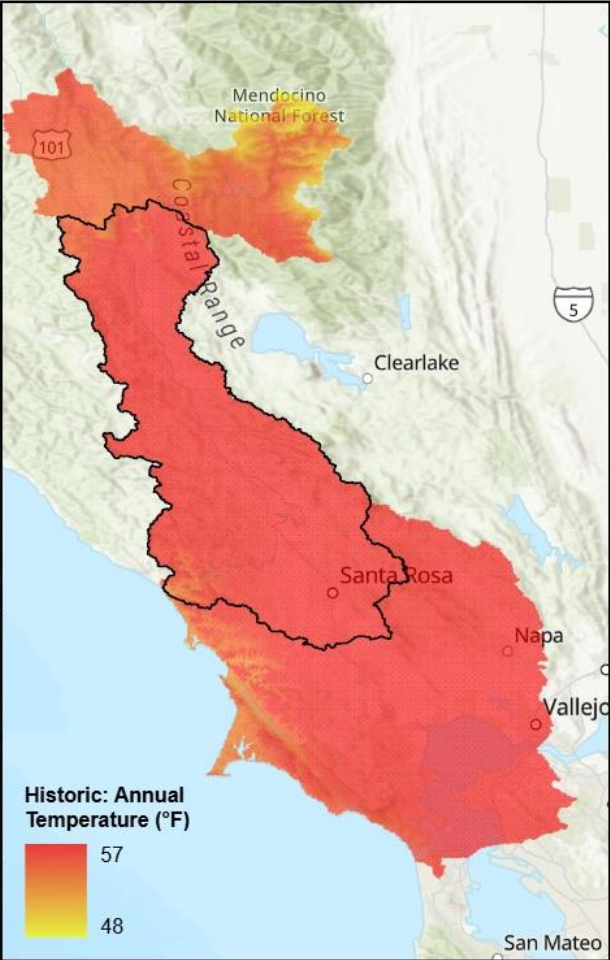 Mendocino
National Forest
101
Coastal Range
5
Clearlake
Santa Rosa
Napa
Vallejo
Historic: Annual
Temperature (°F)
57
48
San Mateo